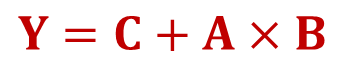 Y = C + A × B